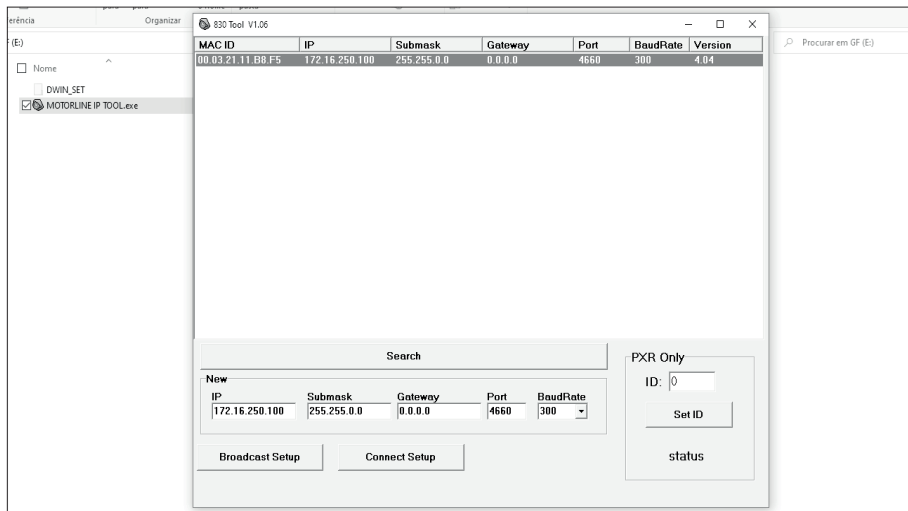 erência
Organizar
830 Tool V1.06
(E:)
Procurar em GF (E:)
MAC ID IP Submask Gateway Port BaudRate Version
00.03.21.11.B8.F5 172.16.250.100 255.255.0.0 0.0.0.0 4660 300 4.04
Nome
DWIN_SET
MOTORLINE IP TOOL.exe
Search
New
IP Submask Gateway Port BaudRate
172.16.250.100 255.255.0.0 0.0.0.0 4660 300
Broadcast Setup Connect Setup
PXR Only
ID: 0
Set ID
status